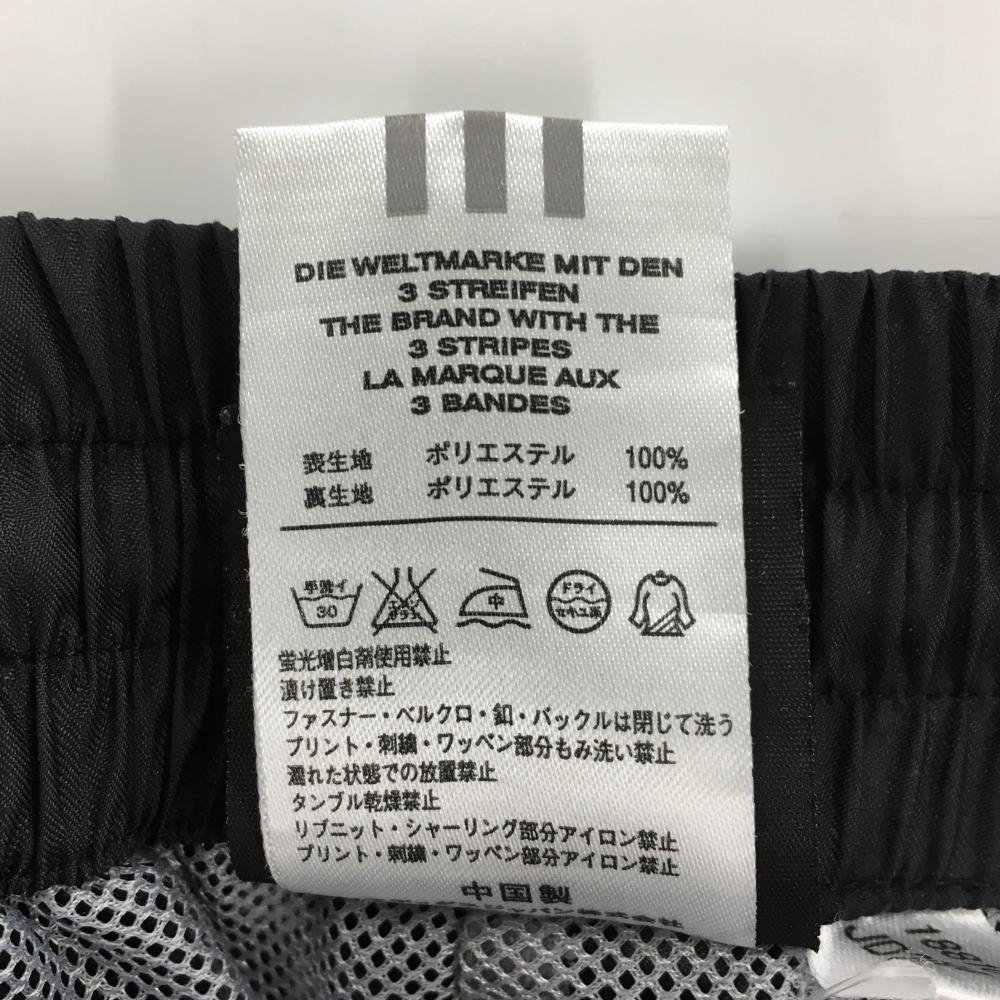 DIE WELTMARKE MIT DEN
3 STREIFEN
THE BRAND WITH THE
3 STRIPES
LA MARQUE AUX
3 BANDES
表生地 ポリエステル 100%
裏生地 ポリエステル 100%
手洗イ 30 エンソサラシ 中 ドライ セキユ系
蛍光増白剤使用禁止
漬け置き禁止
ファスナー・ベルクロ・釦・バックルは閉じて洗う
プリント・刺繍・ワッペン部分もみ洗い禁止
濡れた状態での放置禁止
タンブル乾燥禁止
リブニット・シャーリング部分アイロン禁止
プリント・刺繍・ワッペン部分アイロン禁止
中国製